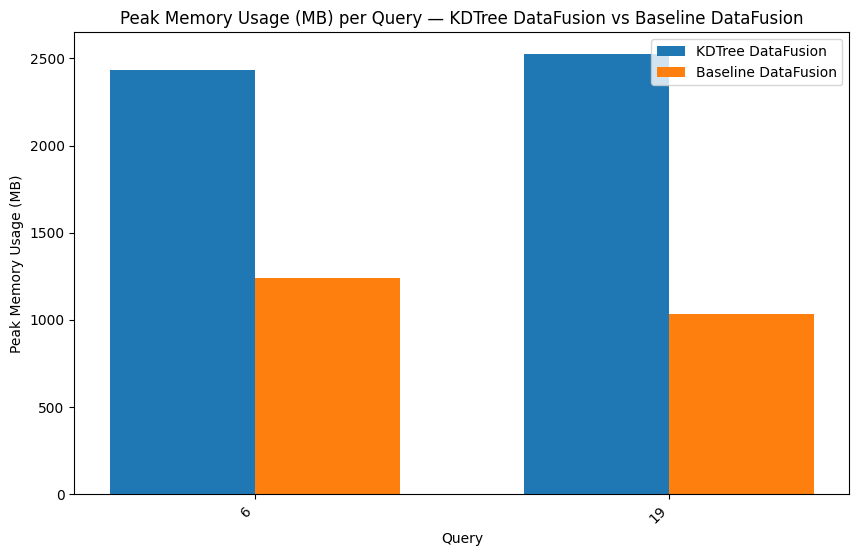 Peak Memory Usage (MB) per Query — KDTree DataFusion vs Baseline DataFusion
KDTree DataFusion
Baseline DataFusion
Peak Memory Usage (MB)
2500
2000
1500
1000
500
0
6
19
Query